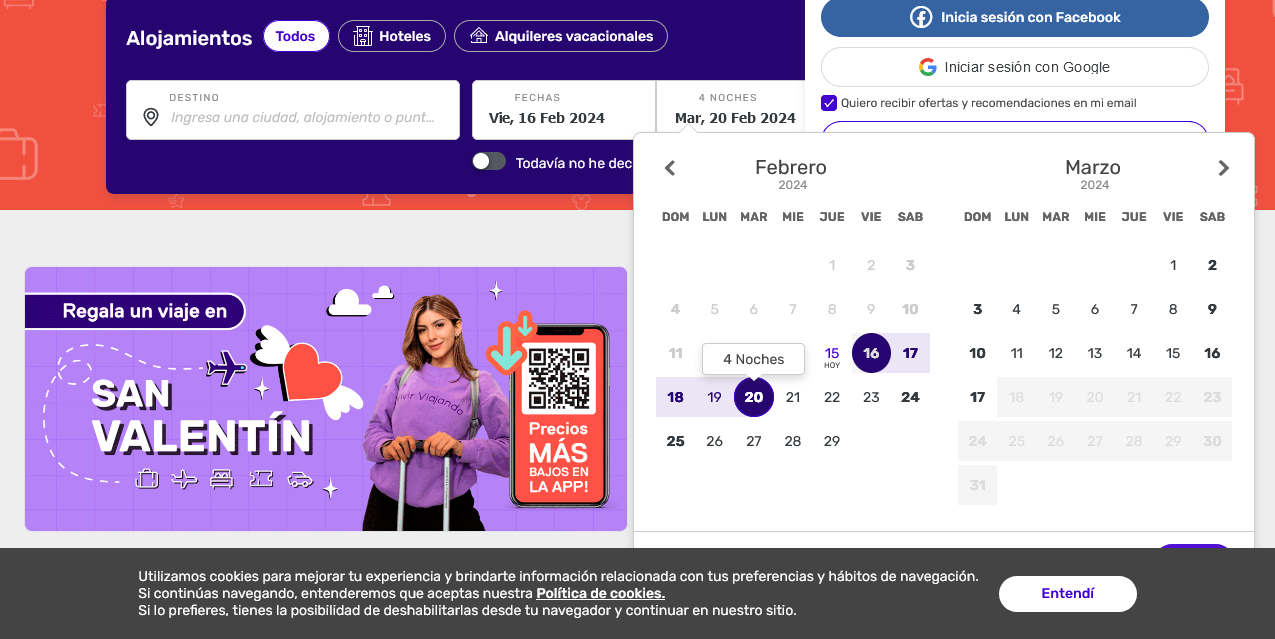 Alojamientos
Todos
Hoteles
Alquileres vacacionales
Inicia sesión con Facebook
Iniciar sesión con Google
Quiero recibir ofertas y recomendaciones en mi email
DESTINO
Ingresa una ciudad, alojamiento o punt...
FECHAS
Vie, 16 Feb 2024
4 NOCHES
Mar, 20 Feb 2024
Todavía no he dec
Febrero
2024
DOM LUN MAR MIE JUE VIE SAB
1 2 3
4 5 6 7 8 9 10
11 15 16 17
HOY
4 Noches
18 19 20 21 22 23 24
25 26 27 28 29
Marzo
2024
DOM LUN MAR MIE JUE VIE SAB
1 2
3 4 5 6 7 8 9
10 11 12 13 14 15 16
17 18 19 20 21 22 23
24 25 26 27 28 29 30
31
Regala un viaje en
SAN
VALENTÍN
Vivir Viajando
Precios
MÁS
BAJOS EN
LA APP!
Utilizamos cookies para mejorar tu experiencia y brindarte información relacionada con tus preferencias y hábitos de navegación.
Si continúas navegando, entenderemos que aceptas nuestra Política de cookies.
Si lo prefieres, tienes la posibilidad de deshabilitarlas desde tu navegador y continuar en nuestro sitio.
Entendí